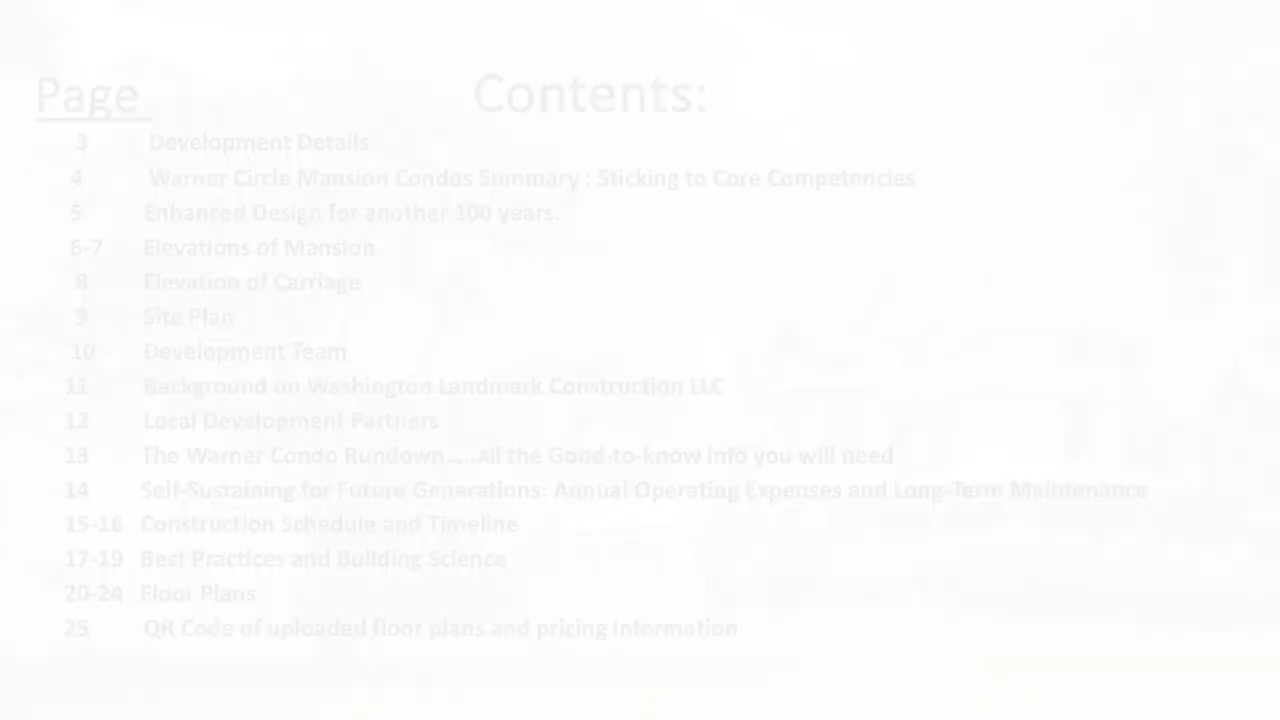 Page Contents:
3 Development Details
4 Warner Circle Mansion Condos Summary ; Sticking to Core Competencies
5 Enhanced Design for another 100 years.
6-7 Elevations of Mansion
8 Elevation of Carriage
9 Site Plan
10 Development Team
11 Background on Washington Landmark Construction LLC
12 Local Development Partners
13 The Warner Condo Rundown.....All the Good-to-know info you will need
14 Self-Sustaining for Future Generations: Annual Operating Expenses and Long-Term Maintenance
15-16 Construction Schedule and Timeline
17-19 Best Practices and Building Science
20-24 Floor Plans
25 QR Code of uploaded floor plans and pricing Information